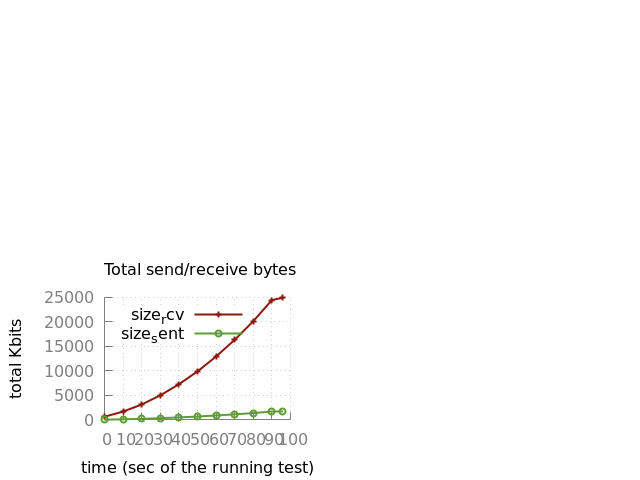 Total send/receive bytes
25000
20000
15000
10000
5000
0
total Kbits
size_rcv
size_sent
0 10 20 30 40 50 60 70 80 90 100
time (sec of the running test)